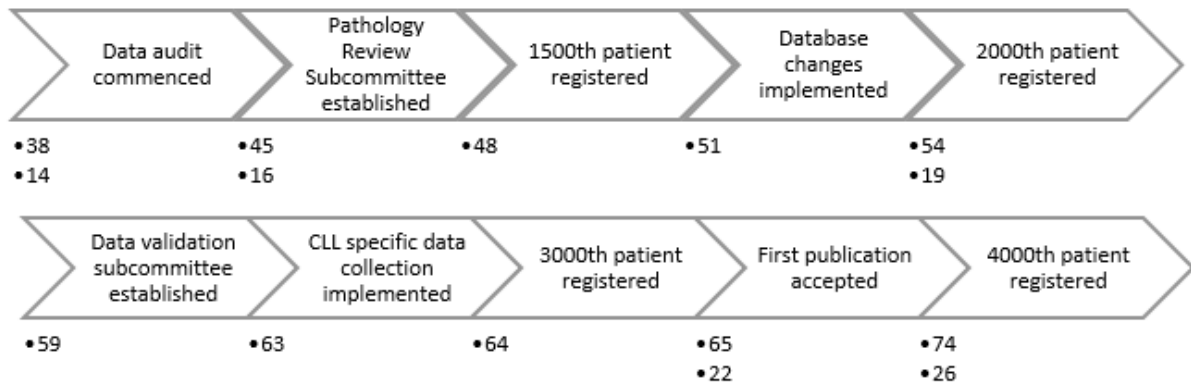 Data audit
commenced
Pathology
Review
Subcommittee
established
1500th patient
registered
Database
changes
implemented
2000th patient
registered
•38
•14
•45
•16
•48
•51
•54
•19
Data validation
subcommittee
established
CLL specific data
collection
implemented
3000th patient
registered
First publication
accepted
4000th patient
registered
•59
•63
•64
•65
•22
•74
•26